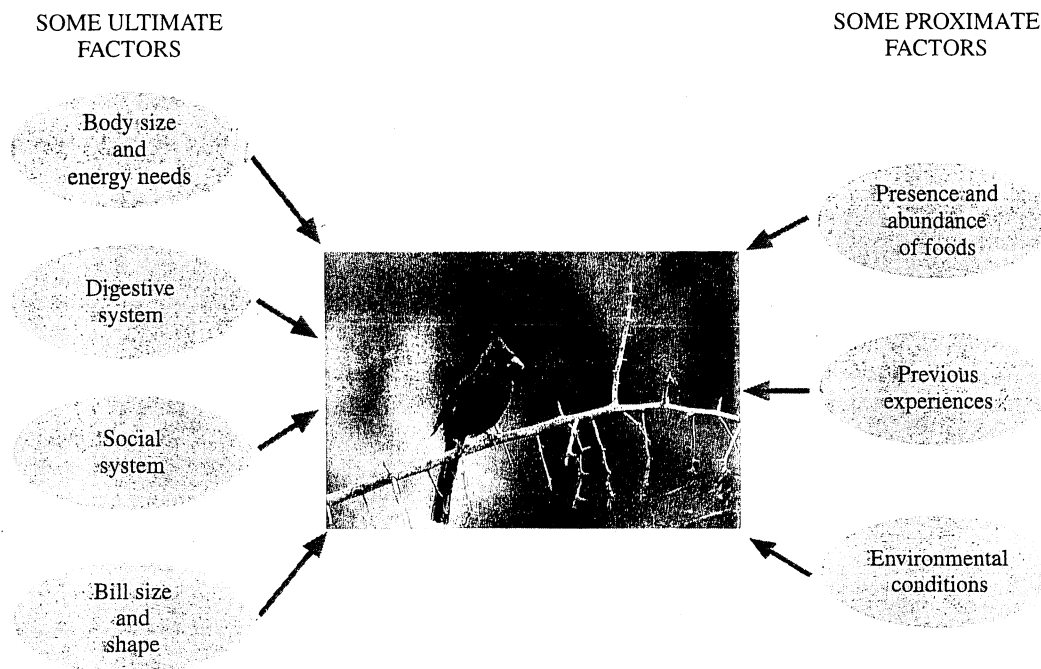 SOME ULTIMATE
FACTORS
Body size
and
energy needs
Digestive
system
Social
system
Bill size
and
shape
SOME PROXIMATE
FACTORS
Presence and
abundance
of foods
Previous
experiences
Environmental
conditions